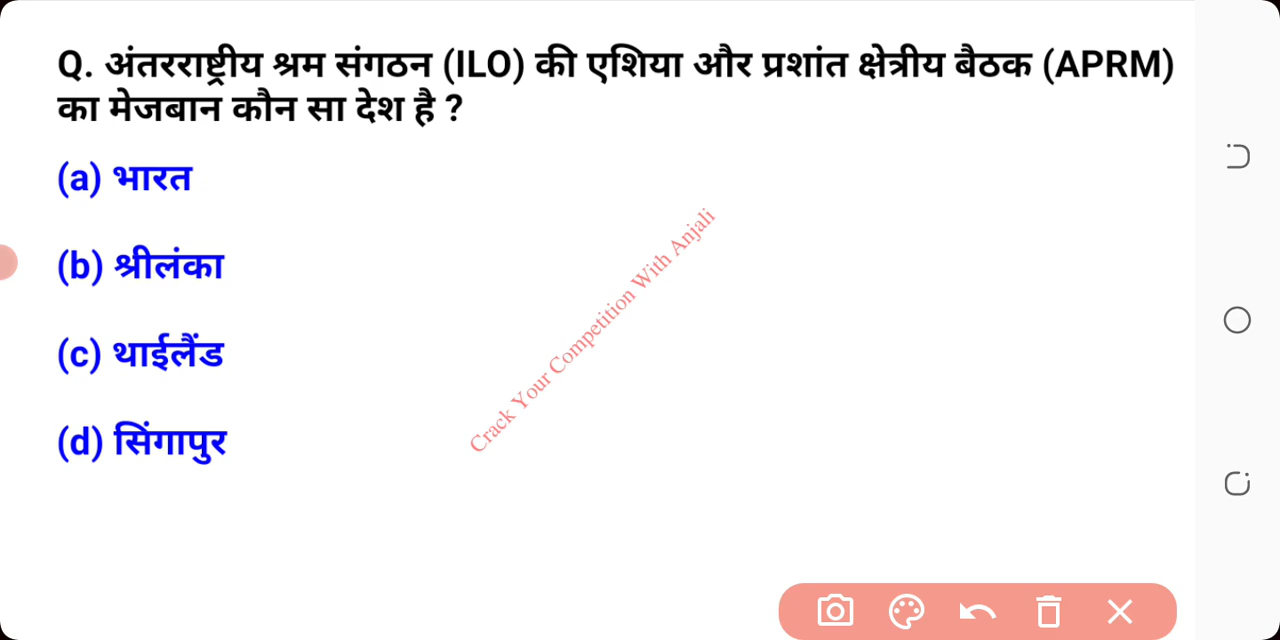 Q. अंतरराष्ट्रीय श्रम संगठन (ILO) की एशिया और प्रशांत क्षेत्रीय बैठक (APRM)
का मेजबान कौन सा देश है ?
(a) भारत
(b) श्रीलंका
(c) थाईलैंड
(d) सिंगापुर
Crack Your Competition With Anjali